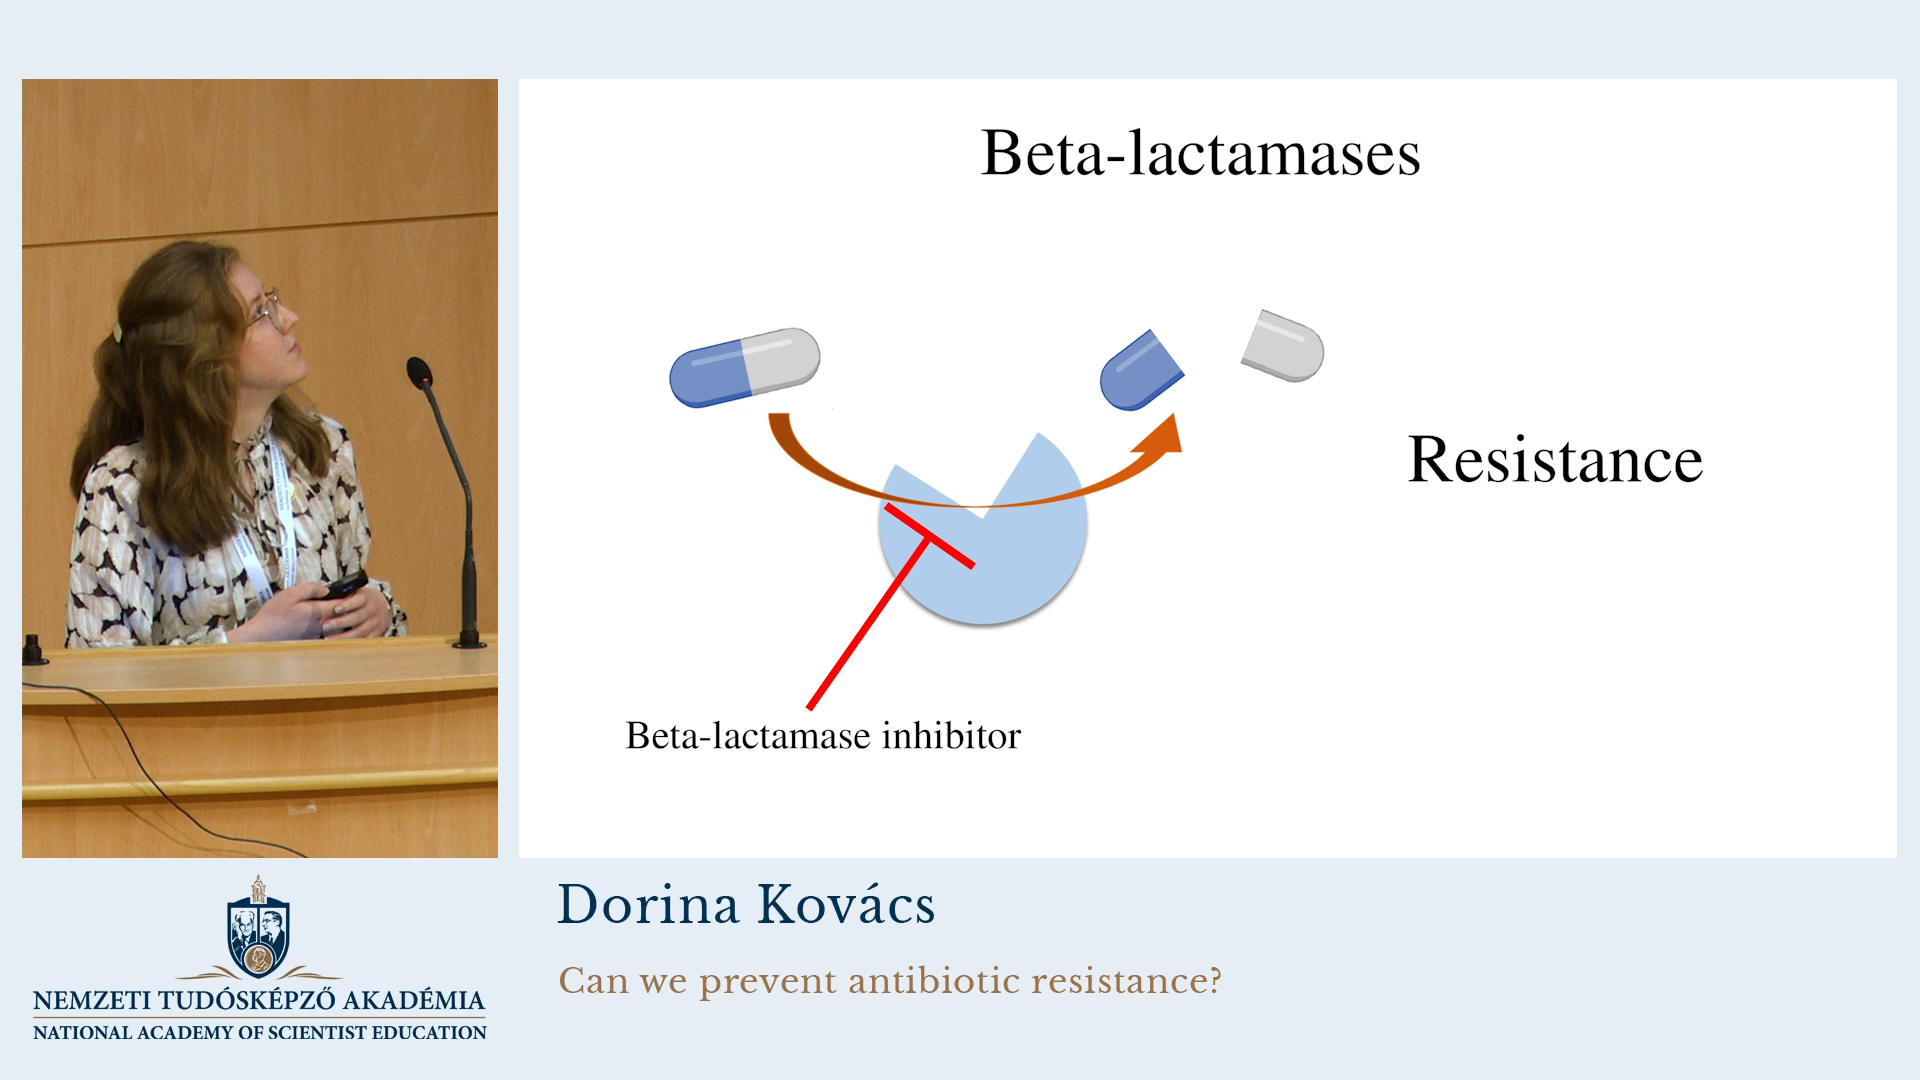 Beta-lactamases
Resistance
Beta-lactamase inhibitor
Dorina Kovács
Can we prevent antibiotic resistance?
NEMZETI TUDÓSKÉPZŐ AKADÉMIA
NATIONAL ACADEMY OF SCIENTIST EDUCATION